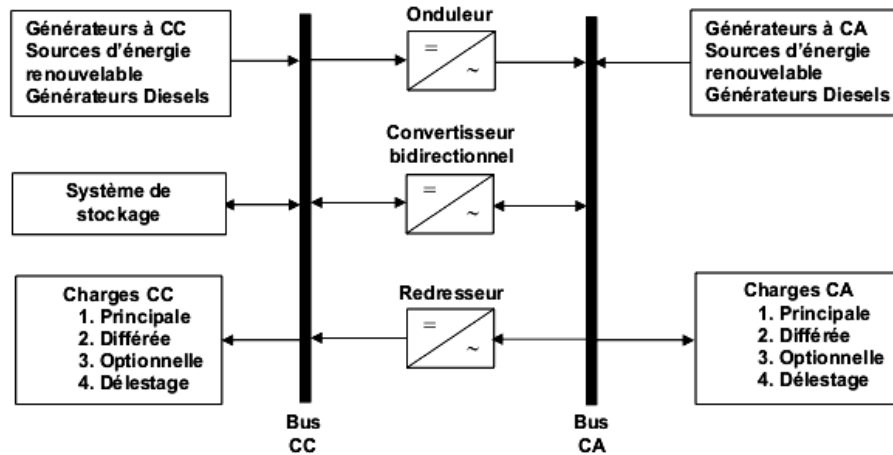 Générateurs à CC
Sources d'énergie
renouvelable
Générateurs Diesels
Onduleur
=
~
Générateurs à CA
Sources d'énergie
renouvelable
Générateurs Diesels
Système de
stockage
Convertisseur
bidirectionnel
=
~
Charges CC
1. Principale
2. Différée
3. Optionnelle
4. Délestage
Redresseur
=
~
Charges CA
1. Principale
2. Différée
3. Optionnelle
4. Délestage
Bus
CC
Bus
CA